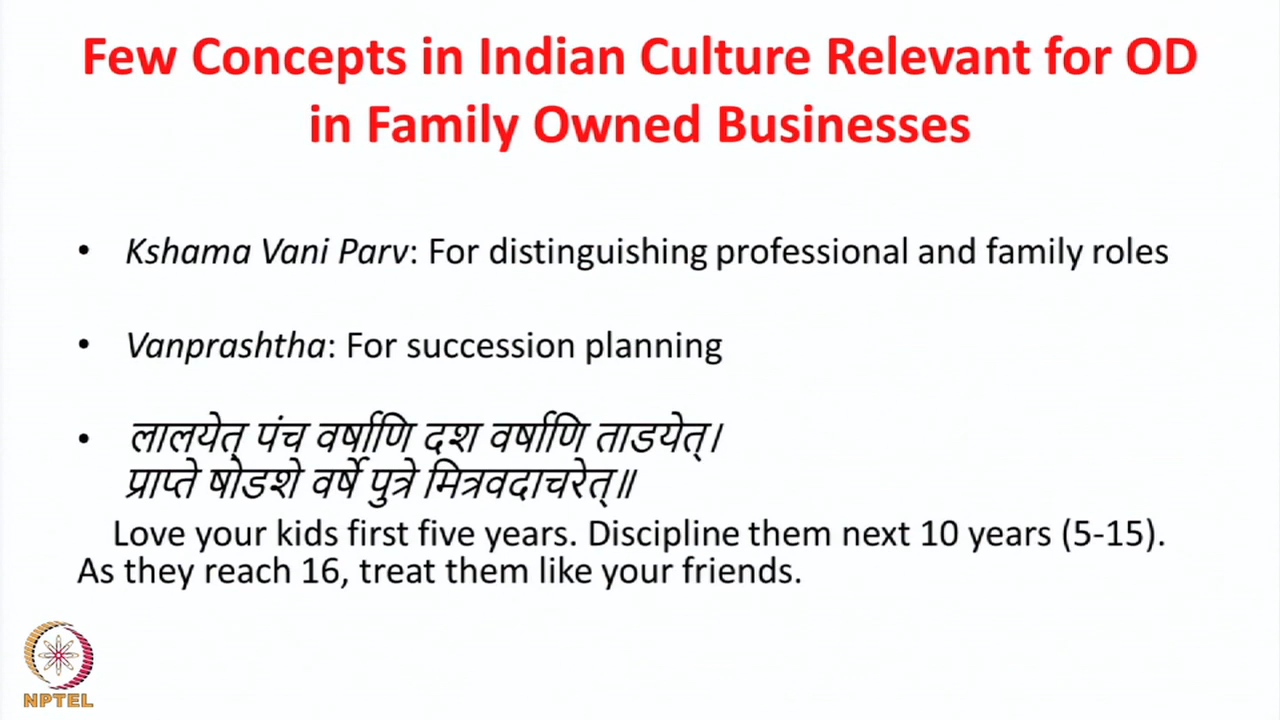 Few Concepts in Indian Culture Relevant for OD
in Family Owned Businesses
• Kshama Vani Parv: For distinguishing professional and family roles
• Vanprashtha: For succession planning
• लालयेत् पंच वर्षाणि दश वर्षाणि ताडयेत्।
प्राप्ते षोडशे वर्षे पुत्रे मित्रवदाचरेत्॥
Love your kids first five years. Discipline them next 10 years (5-15).
As they reach 16, treat them like your friends.
NPTEL